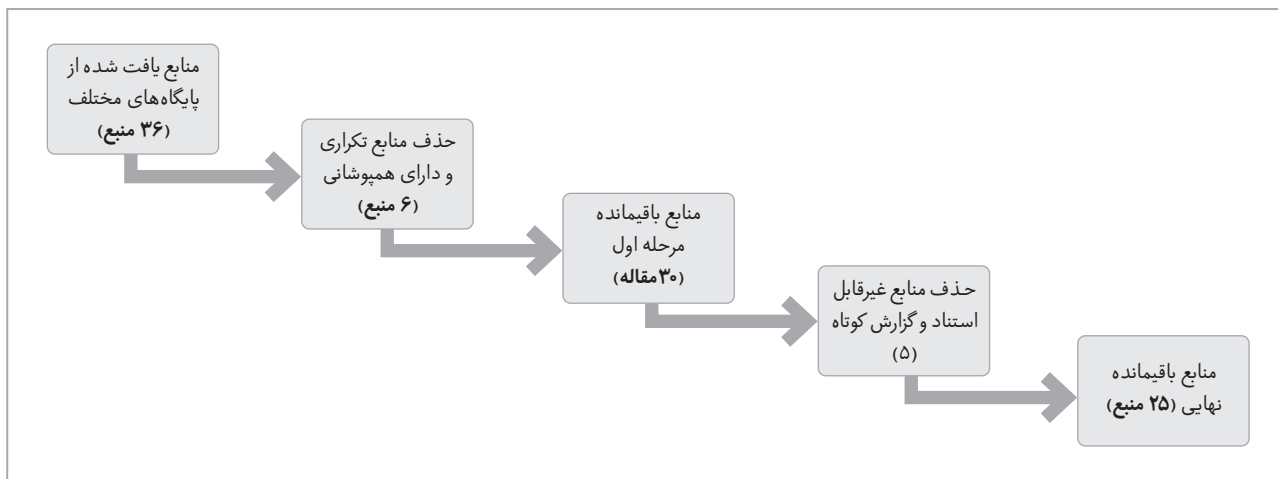 منابع یافت شده از
پایگاه‌های مختلف
(۳۶ منبع)
حذف منابع تکراری
و دارای همپوشانی
(۶ منبع)
منابع باقیمانده
مرحله اول
(۳۰مقاله)
حذف منابع غیرقابل
استناد و گزارش کوتاه
(۵)
منابع باقیمانده
نهایی (۲۵ منبع)